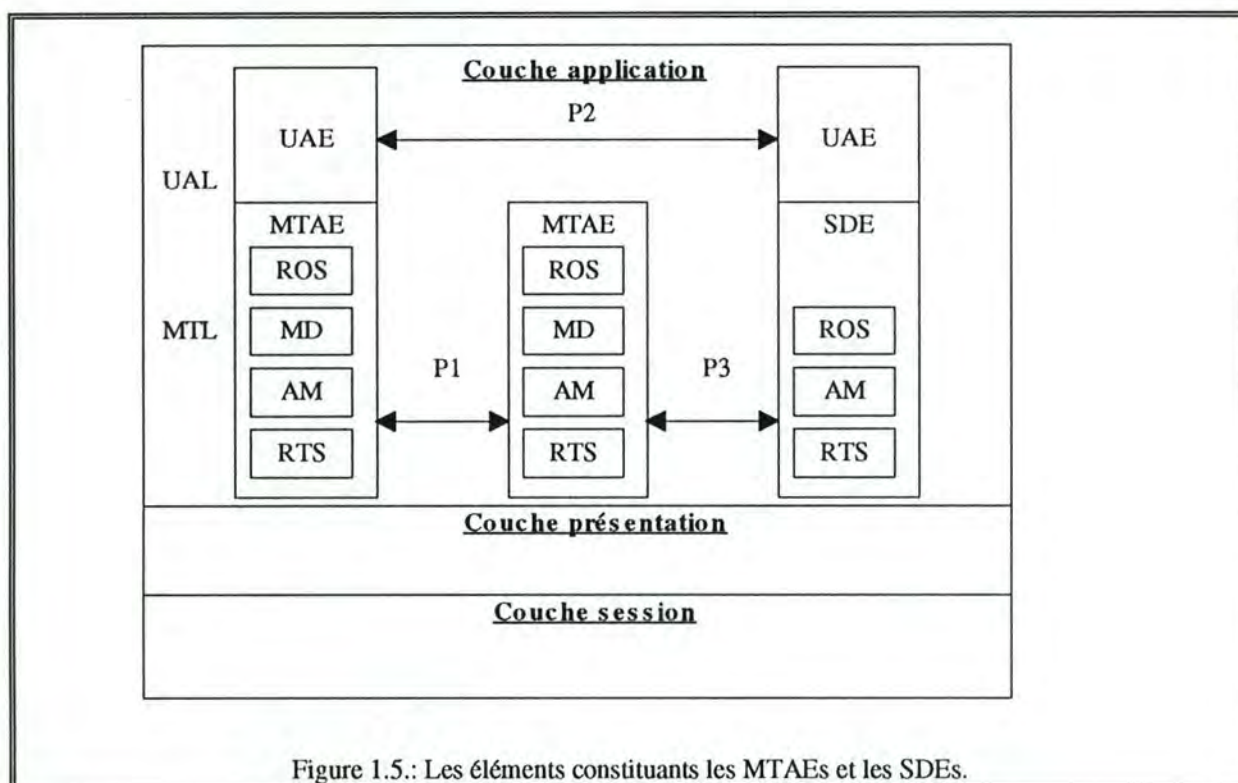 Couche application
P2
UAE
UAE
UAL
MTAE
MTAE
SDE
ROS
ROS
MD
MD
ROS
MTL
P1
P3
AM
AM
AM
RTS
RTS
RTS
Couche présentation
Couche session
Figure 1.5.: Les éléments constituants les MTAEs et les SDEs.